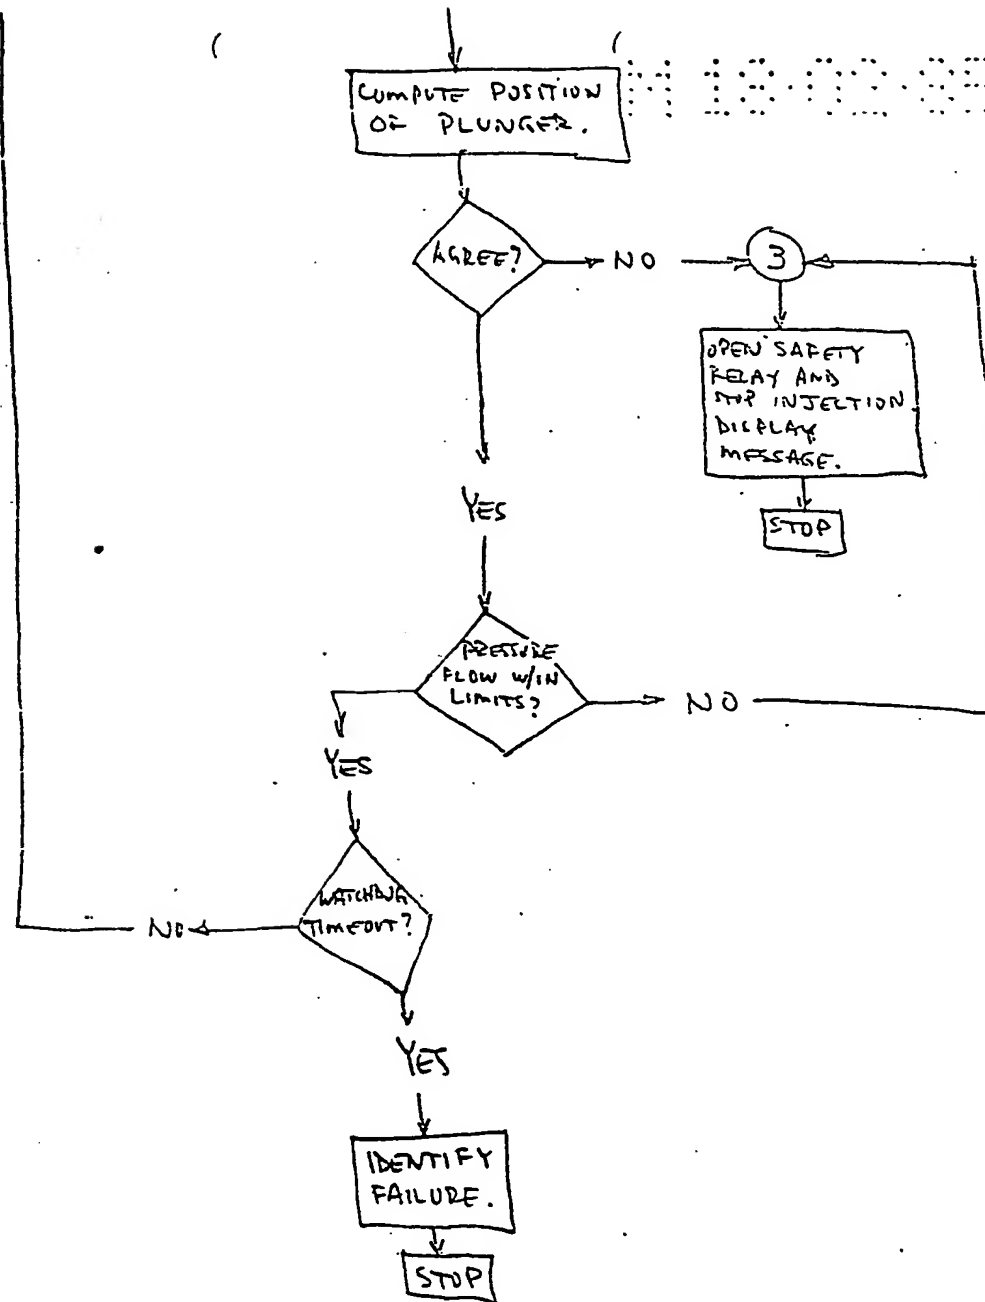 COMPUTE POSITION
OF PLUNGER.
AGREE?
NO
3
OPEN SAFETY
RELAY AND
STOP INJECTION
DISPLAY
MESSAGE.
STOP
YES
PRESSURE
FLOW W/IN
LIMITS?
NO
YES
TIMEOUT?
NO
YES
IDENTIFY
FAILURE.
STOP